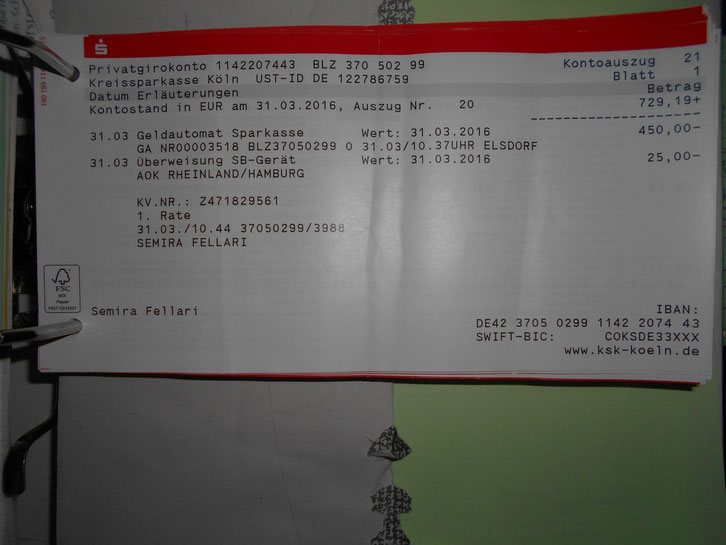 Privatgirokonto 1142207443 BLZ 370 502 99 Kontoauszug 21
Kreissparkasse Köln UST-ID DE 122786759 Blatt 1
Datum Erläuterungen Betrag
Kontostand in EUR am 31.03.2016, Auszug Nr. 20 729,19+
31.03 Geldautomat Sparkasse Wert: 31.03.2016 450,00-
GA NR00003518 BLZ37050299 0 31.03/10.37UHR ELSDORF
31.03 Überweisung SB-Gerät Wert: 31.03.2016 25,00-
AOK RHEINLAND/HAMBURG
KV.NR.: Z471829561
1. Rate
31.03./10.44 37050299/3988
SEMIRA FELLARI
FSC
MIX
Papier
Semira Fellari
IBAN:
DE42 3705 0299 1142 2074 43
SWIFT-BIC: COKSDE33XXX
www.ksk-koeln.de